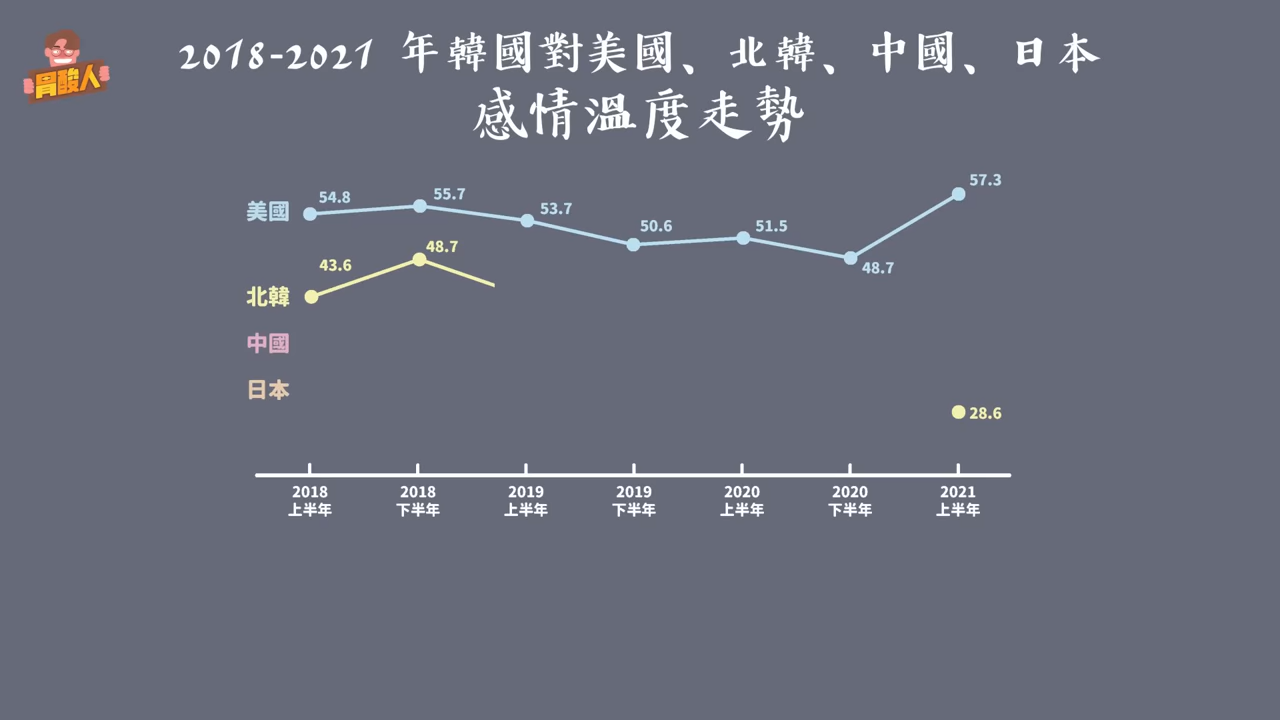 胃酸人
2018-2021 年韓國對美國、北韓、中國、日本
感情溫度走勢
美國
54.8
55.7
53.7
50.6
51.5
48.7
57.3
北韓
43.6
48.7
28.6
中國
日本
2018
上半年
2018
下半年
2019
上半年
2019
下半年
2020
上半年
2020
下半年
2021
上半年